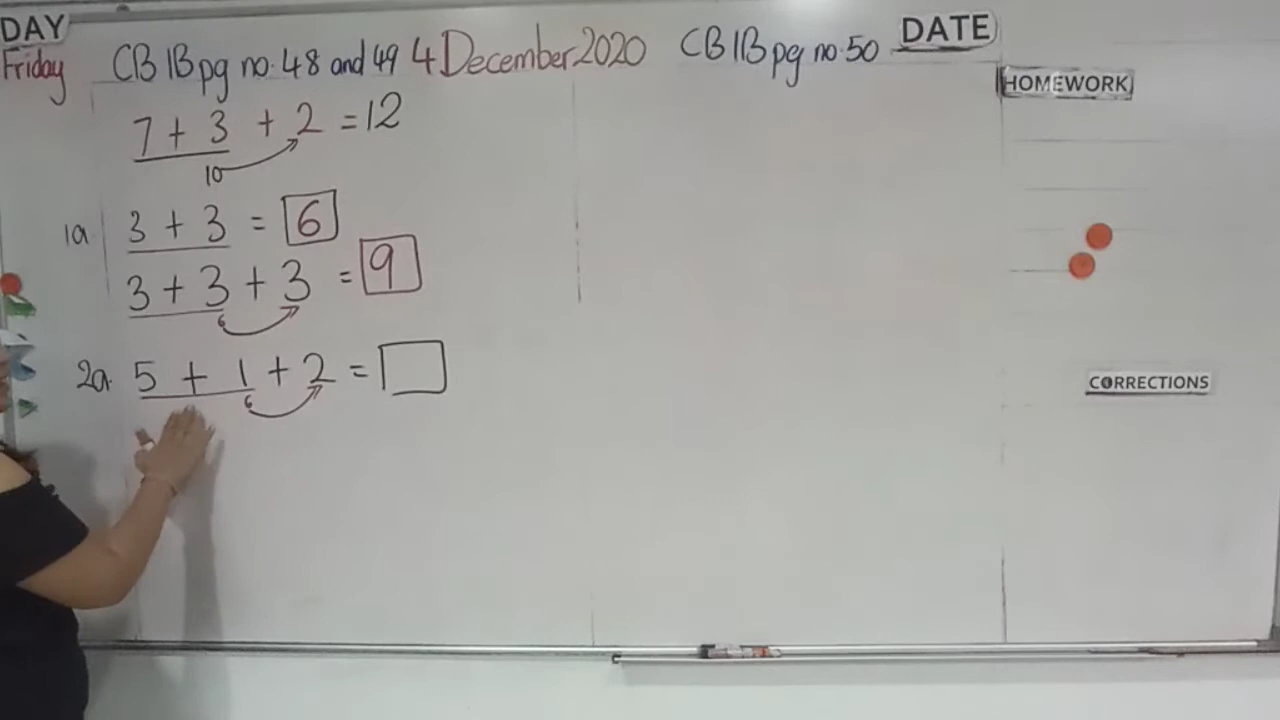 DAY
Friday CB 1B pg no. 48 and 49 4 December 2020 CB 1B pg no. 50 DATE
HOMEWORK
7 + 3 + 2 = 12
10
1a 3 + 3 = 6
3 + 3 + 3 = 9
6
2a. 5 + 1 + 2 =
6
CORRECTIONS